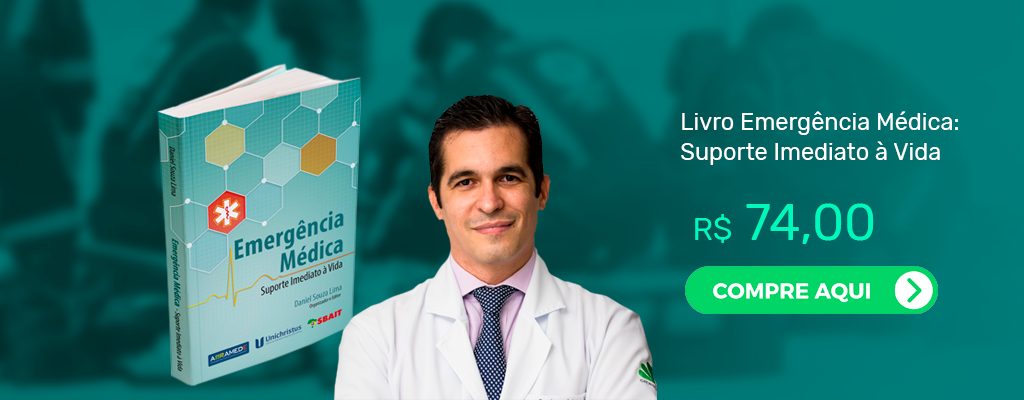 Daniel Souza Lima
Emergência Médica - Suporte Imediato à Vida
Emergência
Médica
Suporte Imediato à Vida
Daniel Souza Lima
Organizador e Editor
ABRAMEDE
Unichristus
SBAIT
Livro Emergência Médica:
Suporte Imediato à Vida
R$ 74,00
COMPRE AQUI